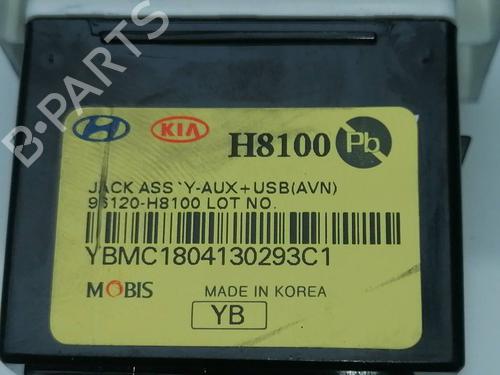 HYUNDAI KIA H8100 Pb
JACK ASS`Y-AUX+USB(AVN)
96120-H8100 LOT NO.
YBMC1804130293C1
MOBIS MADE IN KOREA
YB
B-PARTS